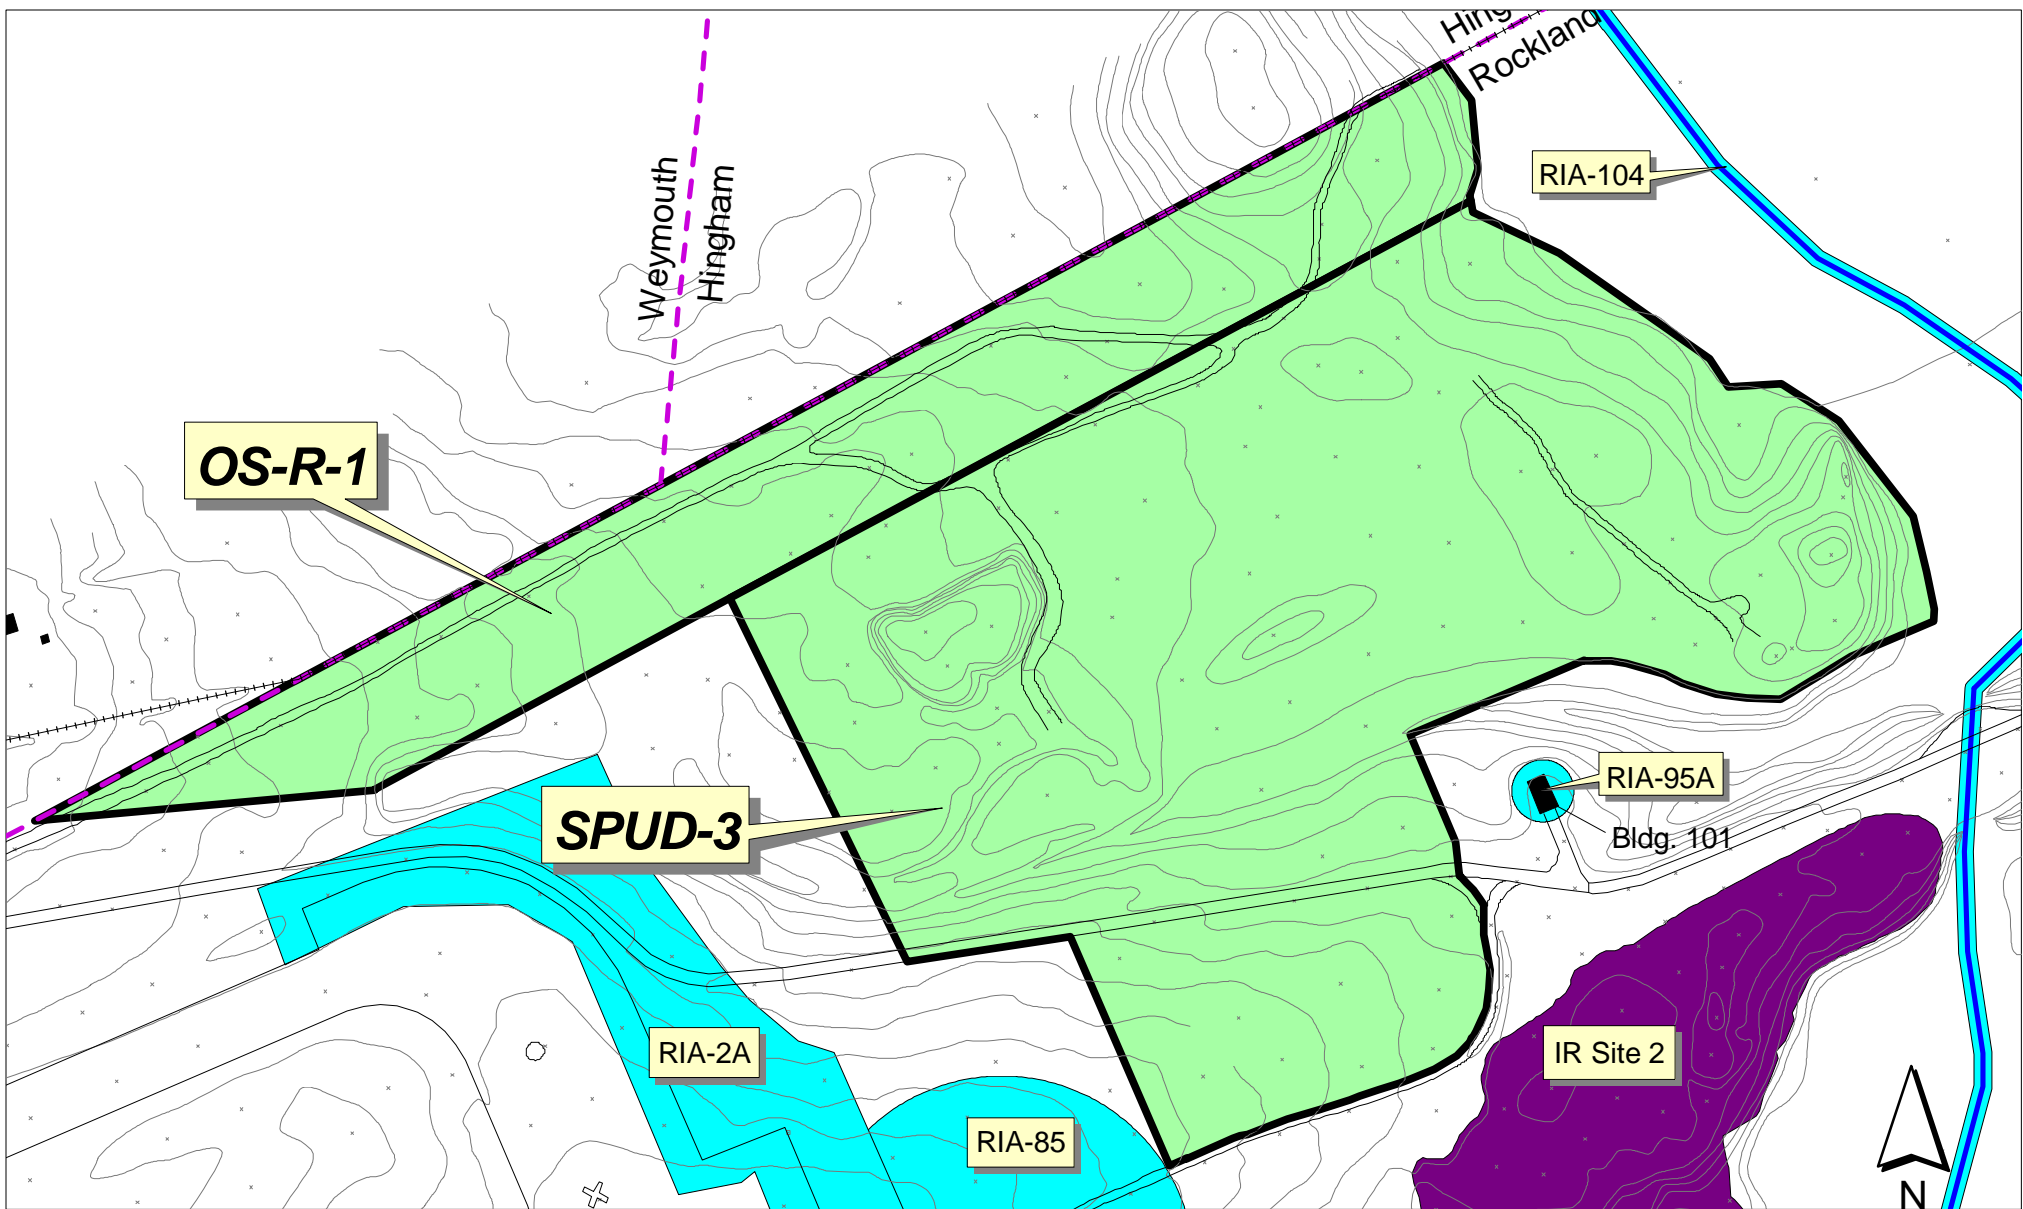 Hing
Rockland
RIA-104
Weymouth
Hingham
OS-R-1
RIA-95A
SPUD-3
Bldg. 101
RIA-2A
IR Site 2
RIA-85
N